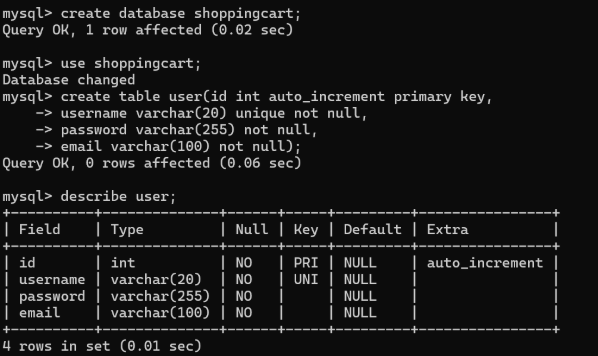 mysql> create database shoppingcart;
Query OK, 1 row affected (0.02 sec)

mysql> use shoppingcart;
Database changed
mysql> create table user(id int auto_increment primary key,
    -> username varchar(20) unique not null,
    -> password varchar(255) not null,
    -> email varchar(100) not null);
Query OK, 0 rows affected (0.06 sec)

mysql> describe user;
+----------+--------------+------+-----+---------+----------------+
| Field    | Type         | Null | Key | Default | Extra          |
+----------+--------------+------+-----+---------+----------------+
| id       | int          | NO   | PRI | NULL    | auto_increment |
| username | varchar(20)  | NO   | UNI | NULL    |                |
| password | varchar(255) | NO   |     | NULL    |                |
| email    | varchar(100) | NO   |     | NULL    |                |
+----------+--------------+------+-----+---------+----------------+
4 rows in set (0.01 sec)